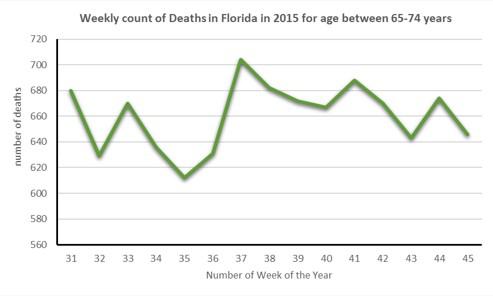 Weekly count of Deaths in Florida in 2015 for age between 65-74 years
number of deaths
720
700
680
660
640
620
600
580
560
31 32 33 34 35 36 37 38 39 40 41 42 43 44 45
Number of Week of the Year